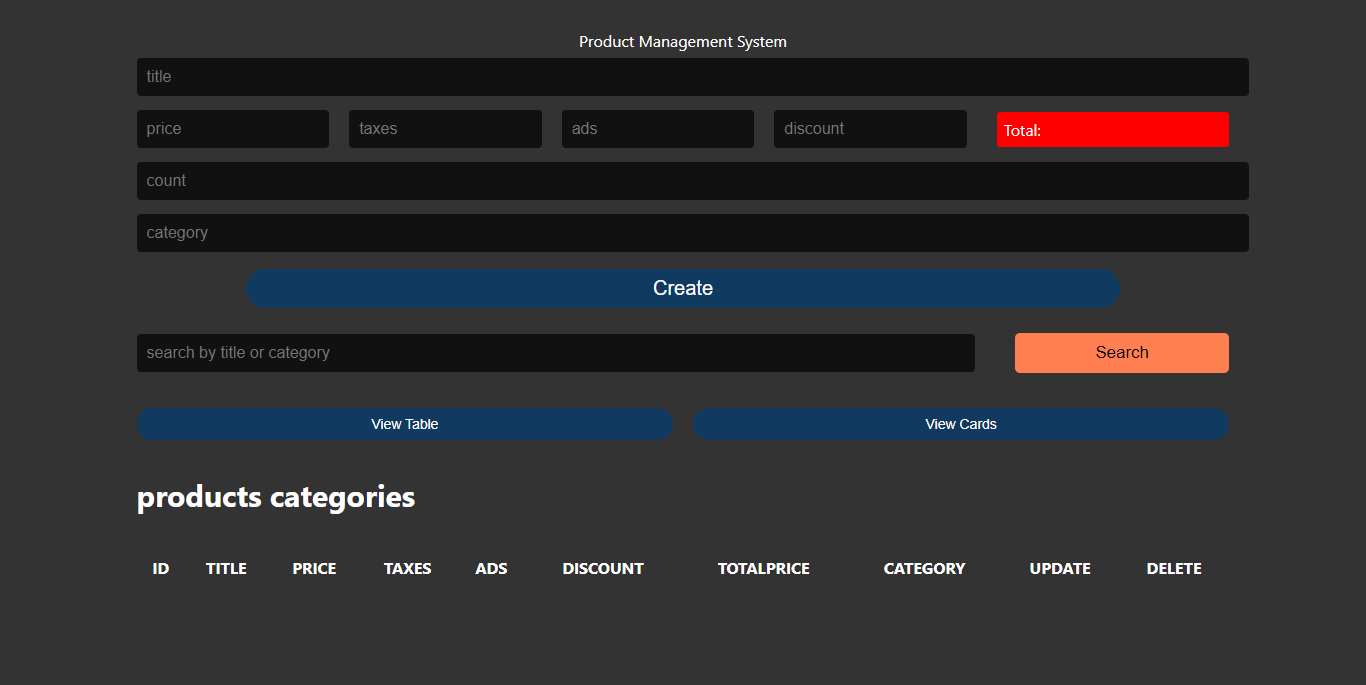 Product Management System
title
price taxes ads discount Total:
count
category
Create
search by title or category Search
View Table View Cards
products categories
ID TITLE PRICE TAXES ADS DISCOUNT TOTALPRICE CATEGORY UPDATE DELETE